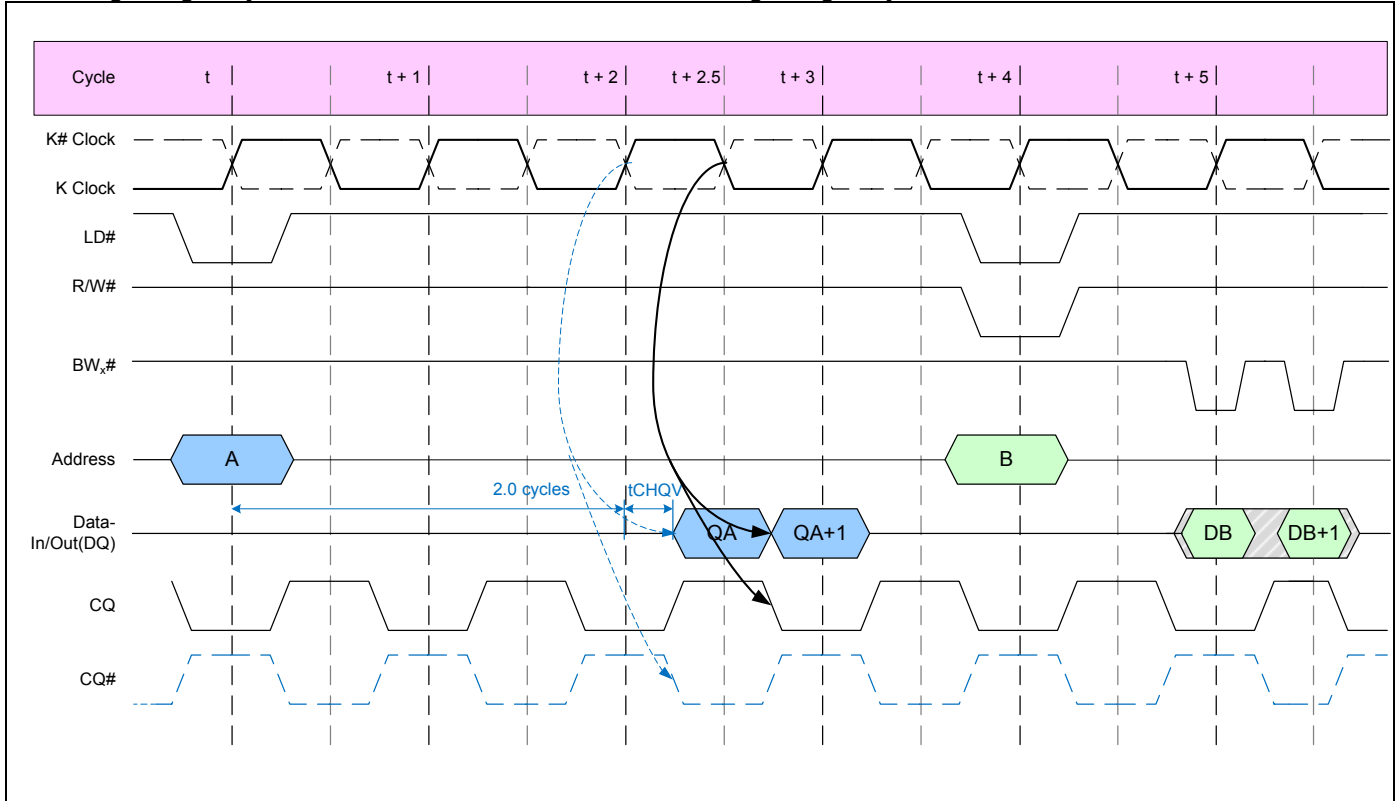 Cycle t t + 1 t + 2 t + 2.5 t + 3 t + 4 t + 5
K# Clock
K Clock
LD#
R/W#
BWx#
Address A B
2.0 cycles tCHQV
Data-
In/Out(DQ) QA QA+1 DB DB+1
CQ
CQ#